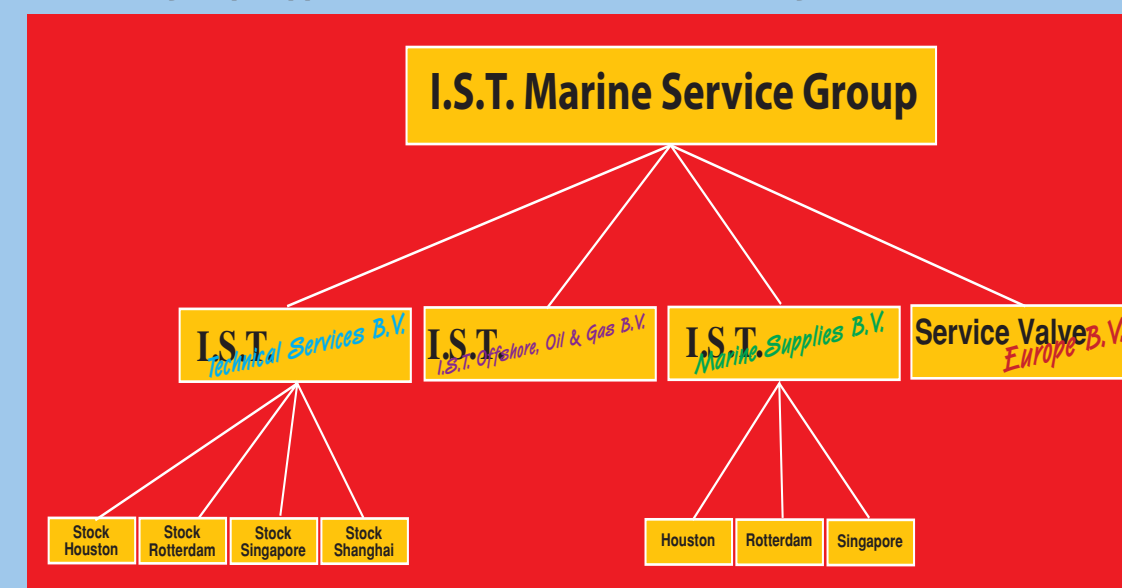 I.S.T. Marine Service Group
I.S.T.
Technical Services B.V.
I.S.T.
I.S.T. Offshore, Oil & Gas B.V.
I.S.T.
Marine Supplies B.V.
Service Valve
Europe B.V.
Stock
Houston
Stock
Rotterdam
Stock
Singapore
Stock
Shanghai
Houston
Rotterdam
Singapore